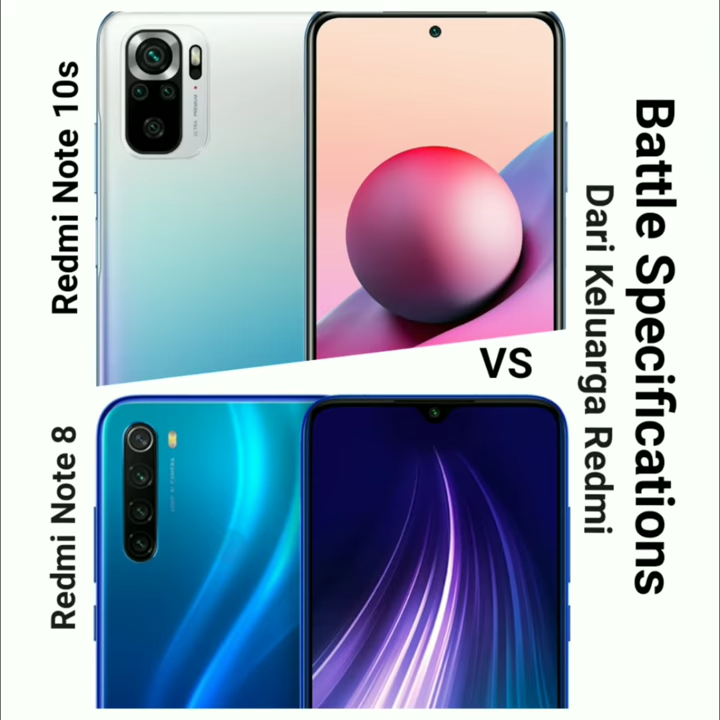 Battle Specifications
Dari Keluarga Redmi
Redmi Note 10s
VS
Redmi Note 8